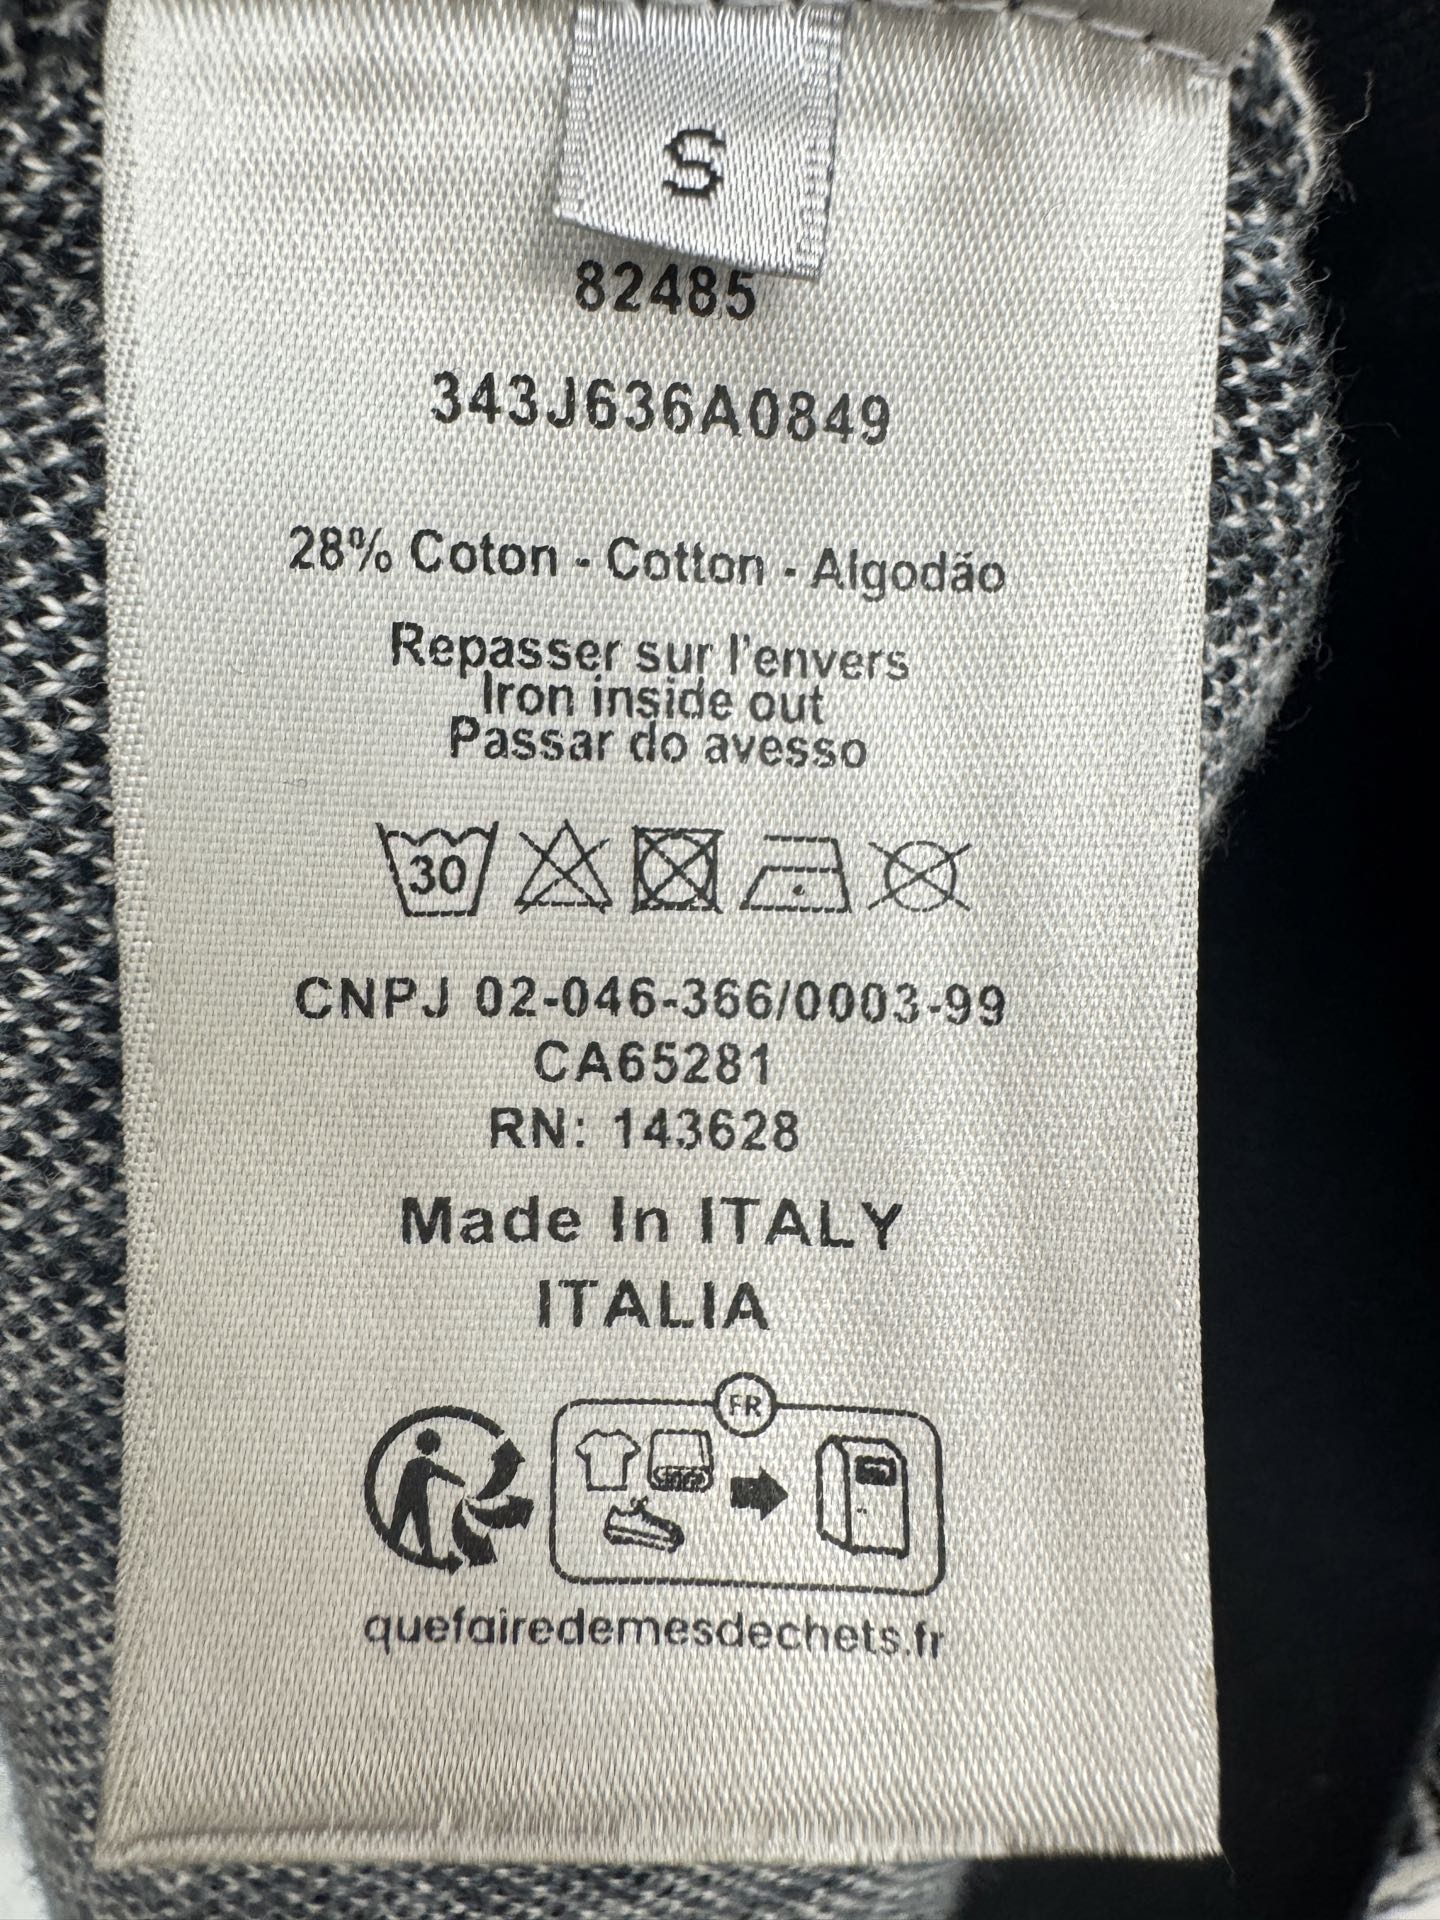 S
82485
343J636A0849
28% Coton - Cotton - Algodão
Repasser sur l'envers
Iron inside out
Passar do avesso
30
CNPJ 02-046-366/0003-99
CA65281
RN: 143628
Made In ITALY
ITALIA
FR
quefairedemesdechets.fr